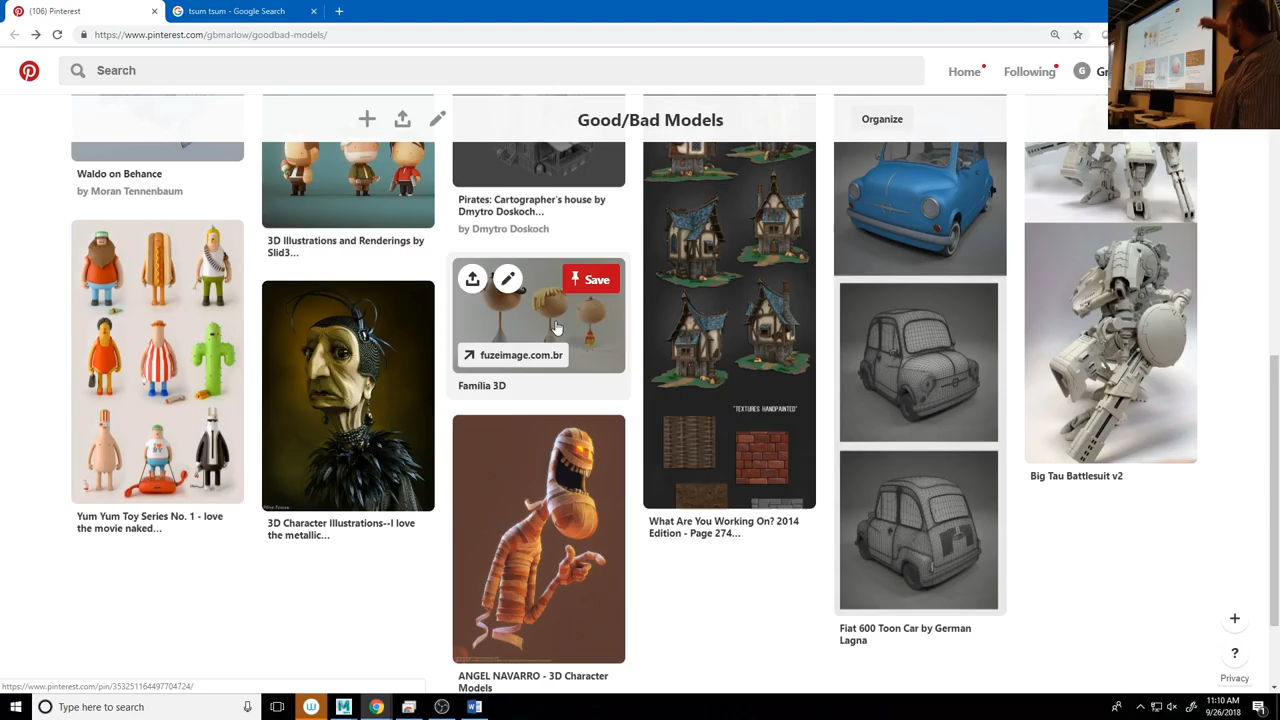 (106) Pinterest
tsum tsum - Google Search
https://www.pinterest.com/gbmarlow/goodbad-models/
Search
Home
Following
G
Gr
Good/Bad Models
Organize
Waldo on Behance
by Moran Tennenbaum
Yum Yum Toy Series No. 1 - love
the movie naked...
3D Illustrations and Renderings by
Slid3...
3D Character Illustrations--I love
the metallic...
Pirates: Cartographer's house by
Dmytro Doskoch...
by Dmytro Doskoch
Save
fuzeimage.com.br
Família 3D
ANGEL NAVARRO - 3D Character
Models
"TEXTURES HANDPAINTED"
What Are You Working On? 2014
Edition - Page 274...
Fiat 600 Toon Car by German
Lagna
Big Tau Battlesuit v2
Privacy
https://www.pinterest.com/pin/353251164497704724/
Type here to search
11:10 AM
9/26/2018